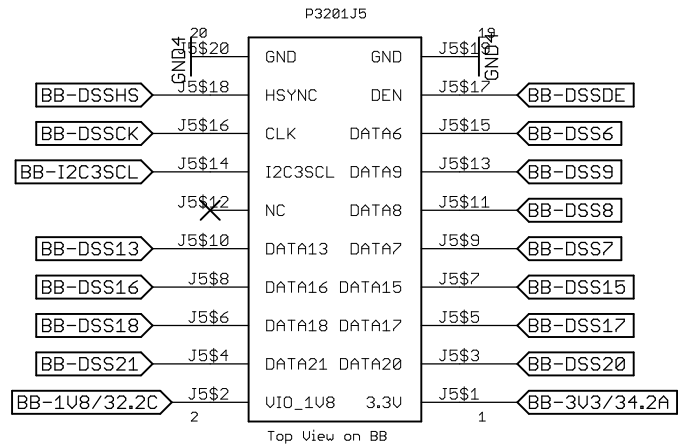 P3201J5
20 19
GND4 J5$20 GND GND J5$19 GND4
BB-DSSHS J5$18 HSYNC DEN J5$17 BB-DSSDE
BB-DSSCK J5$16 CLK DATA6 J5$15 BB-DSS6
BB-I2C3SCL J5$14 I2C3SCL DATA9 J5$13 BB-DSS9
J5$12 NC DATA8 J5$11 BB-DSS8
BB-DSS13 J5$10 DATA13 DATA7 J5$9 BB-DSS7
BB-DSS16 J5$8 DATA16 DATA15 J5$7 BB-DSS15
BB-DSS18 J5$6 DATA18 DATA17 J5$5 BB-DSS17
BB-DSS21 J5$4 DATA21 DATA20 J5$3 BB-DSS20
BB-1V8/32.2C J5$2 VIO_1V8 3.3V J5$1 BB-3V3/34.2A
2 1
Top View on BB